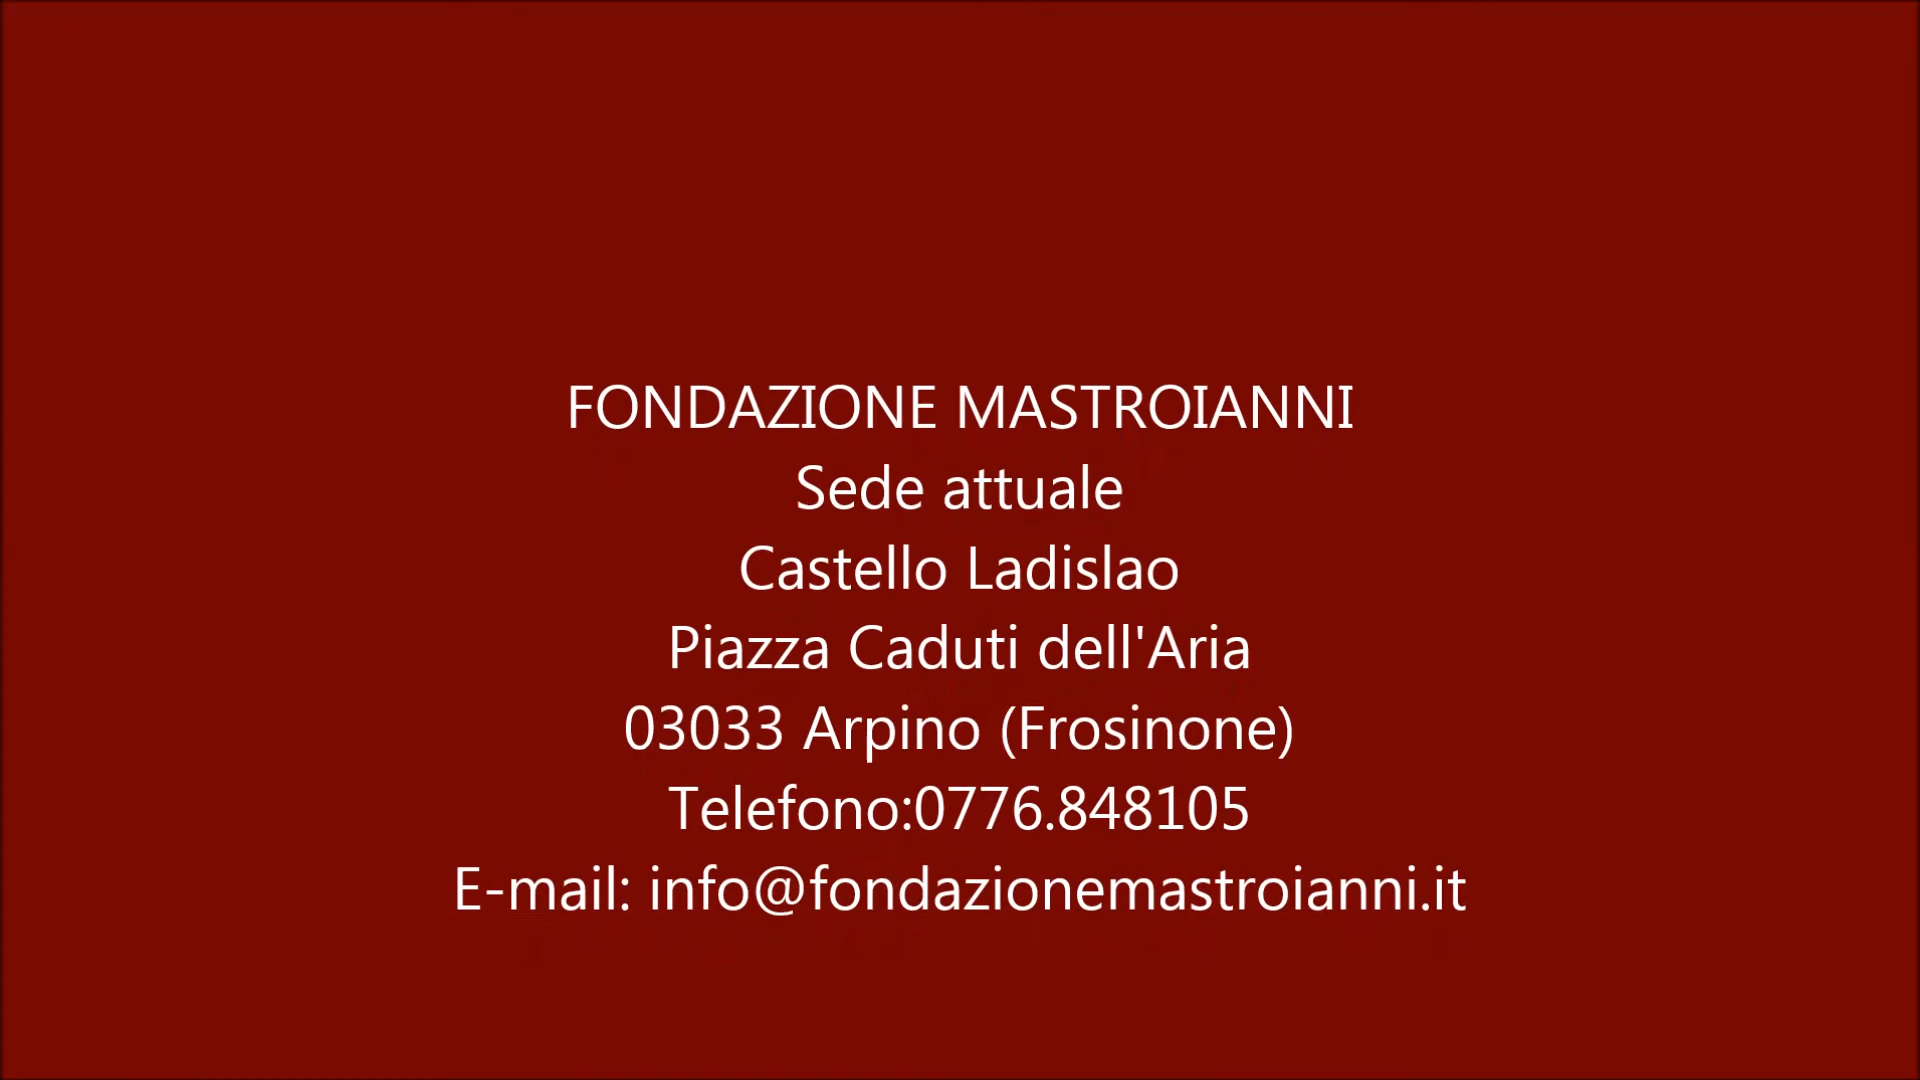 FONDAZIONE MASTROIANNI
Sede attuale
Castello Ladislao
Piazza Caduti dell'Aria
03033 Arpino (Frosinone)
Telefono:0776.848105
E-mail: info@fondazionemastroianni.it